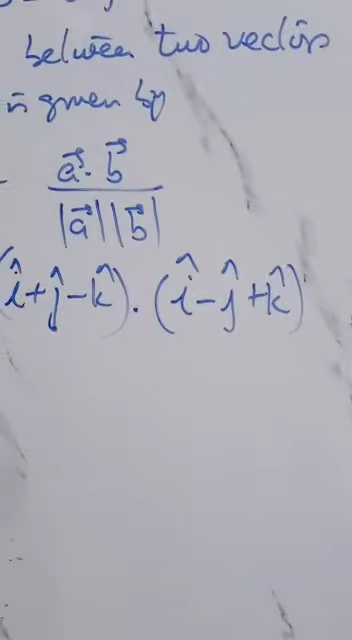 between two vectors
is given by
a⃗ · b⃗
|a⃗| |b⃗|
(î+ĵ−k̂) · (î−ĵ+k̂)